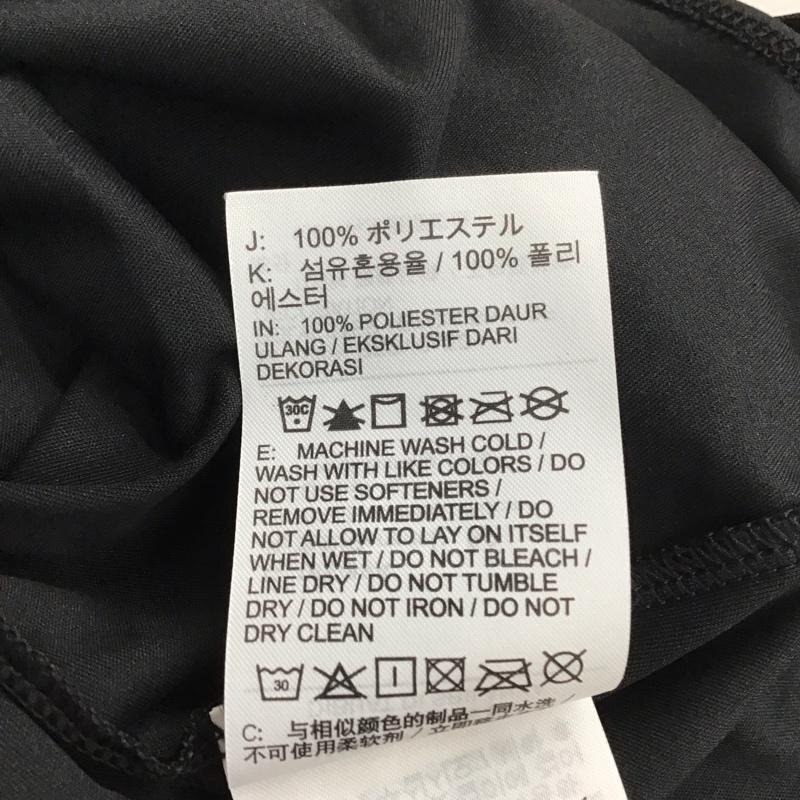 J: 100% ポリエステル
K: 섬유혼용율 / 100% 폴리
에스터
IN: 100% POLIESTER DAUR
ULANG / EKSKLUSIF DARI
DEKORASI
30C
E: MACHINE WASH COLD /
WASH WITH LIKE COLORS / DO
NOT USE SOFTENERS /
REMOVE IMMEDIATELY / DO
NOT ALLOW TO LAY ON ITSELF
WHEN WET / DO NOT BLEACH /
LINE DRY / DO NOT TUMBLE
DRY / DO NOT IRON / DO NOT
DRY CLEAN
30
C: 与相似颜色的制品一同水洗 /
不可使用柔软剂 /